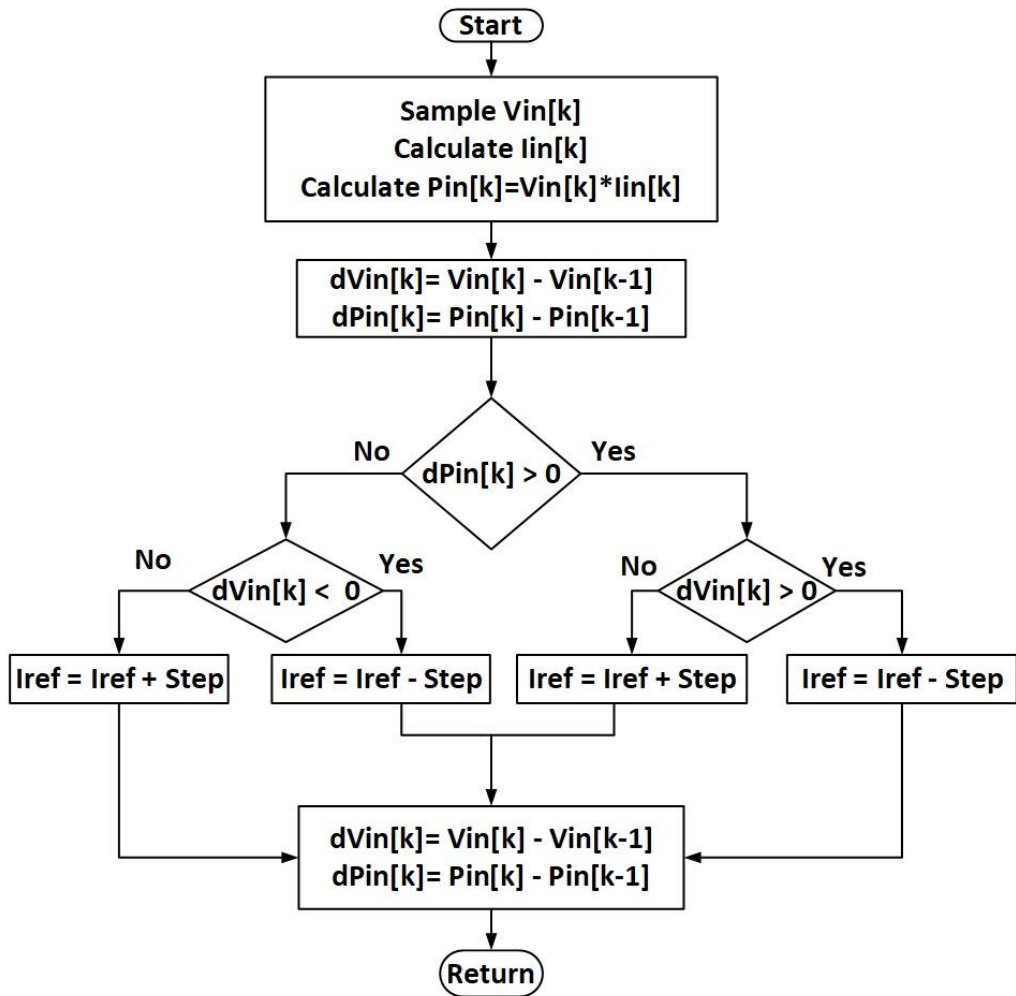 Start
Sample Vin[k]
Calculate Iin[k]
Calculate Pin[k]=Vin[k]*Iin[k]
dVin[k]= Vin[k] - Vin[k-1]
dPin[k]= Pin[k] - Pin[k-1]
No
Yes
dPin[k] > 0
No
Yes
No
Yes
dVin[k] < 0
dVin[k] > 0
Iref = Iref + Step
Iref = Iref - Step
Iref = Iref + Step
Iref = Iref - Step
dVin[k]= Vin[k] - Vin[k-1]
dPin[k]= Pin[k] - Pin[k-1]
Return